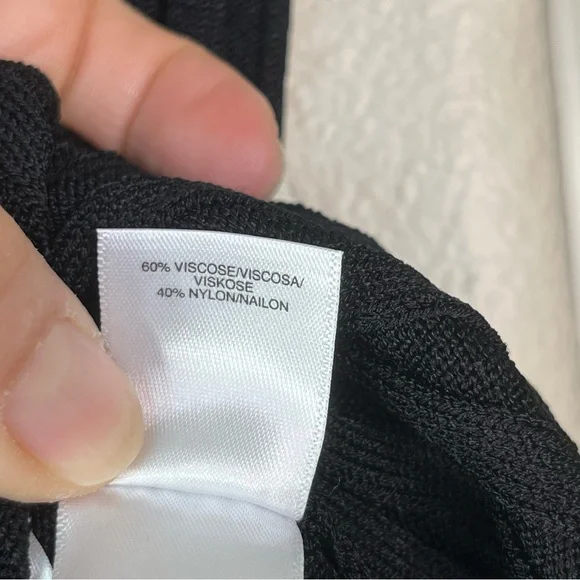 60% VISCOSE/VISCOSA/
VISKOSE
40% NYLON/NAILON